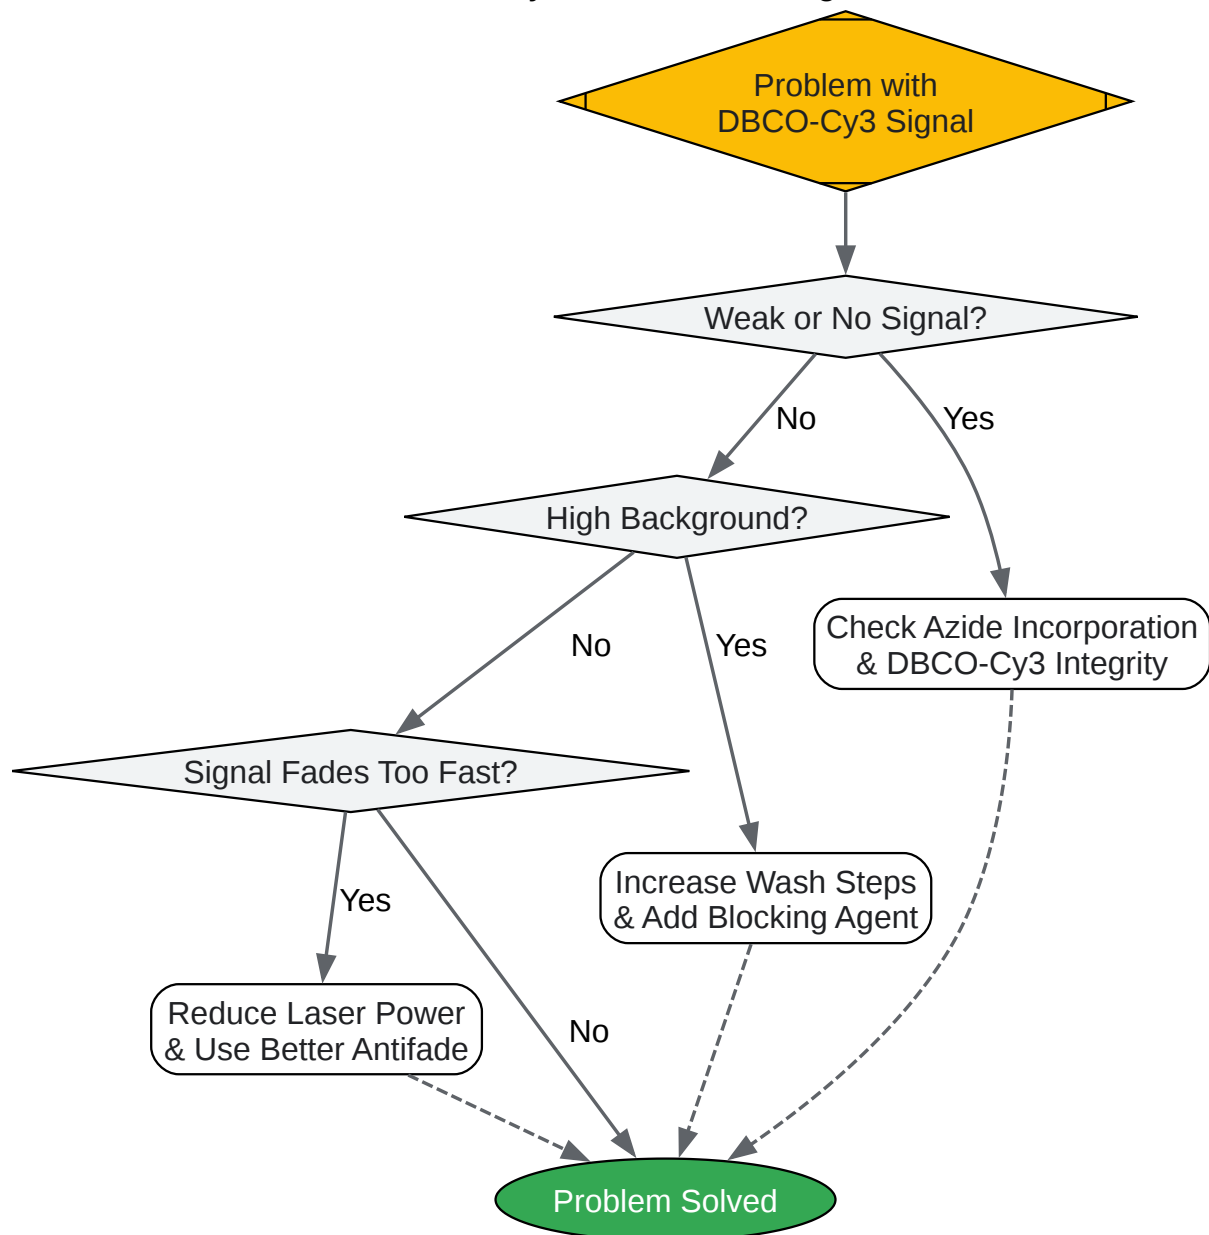 Problem with
DBCO-Cy3 Signal
Weak or No Signal?
No
Yes
High Background?
Check Azide Incorporation
& DBCO-Cy3 Integrity
No
Yes
Signal Fades Too Fast?
Increase Wash Steps
& Add Blocking Agent
Yes
Reduce Laser Power
& Use Better Antifade
No
Problem Solved